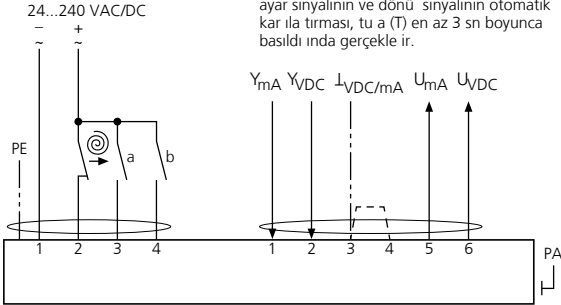 ayar sinyalinin ve dönü sinyalinin otomatik
kar ıla tırması, tu a (T) en az 3 sn boyunca
basıldı ında gerçekle ir.
24...240 VAC/DC
– +
~ ~
YmA YVDC ⊥VDC/mA UmA UVDC
PE
a b
1 2 3 4 1 2 3 4 5 6
PA